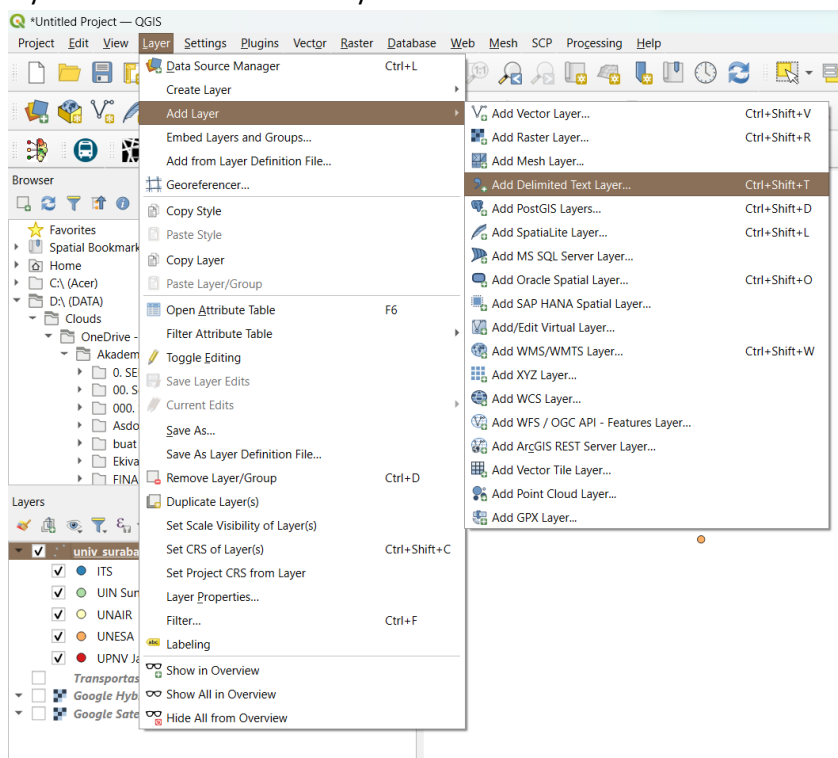 *Untitled Project — QGIS
Project Edit View Layer Settings Plugins Vector Raster Database Web Mesh SCP Processing Help
Data Source Manager Ctrl+L
Create Layer
Add Layer
Embed Layers and Groups...
Add from Layer Definition File...
Georeferencer...
Copy Style
Paste Style
Copy Layer
Paste Layer/Group
Open Attribute Table F6
Filter Attribute Table
Toggle Editing
Save Layer Edits
Current Edits
Save As...
Save As Layer Definition File...
Remove Layer/Group Ctrl+D
Duplicate Layer(s)
Set Scale Visibility of Layer(s)
Set CRS of Layer(s) Ctrl+Shift+C
Set Project CRS from Layer
Layer Properties...
Filter... Ctrl+F
Labeling
Show in Overview
Show All in Overview
Hide All from Overview
Add Vector Layer... Ctrl+Shift+V
Add Raster Layer... Ctrl+Shift+R
Add Mesh Layer...
Add Delimited Text Layer... Ctrl+Shift+T
Add PostGIS Layers... Ctrl+Shift+D
Add SpatiaLite Layer... Ctrl+Shift+L
Add MS SQL Server Layer...
Add Oracle Spatial Layer... Ctrl+Shift+O
Add SAP HANA Spatial Layer...
Add/Edit Virtual Layer...
Add WMS/WMTS Layer... Ctrl+Shift+W
Add XYZ Layer...
Add WCS Layer...
Add WFS / OGC API - Features Layer...
Add ArcGIS REST Server Layer...
Add Vector Tile Layer...
Add Point Cloud Layer...
Add GPX Layer...
Browser
Favorites
Spatial Bookmark
Home
C:\ (Acer)
D:\ (DATA)
Clouds
OneDrive -
Akadem
0. SE
00. S
000.
Asdo
buat
Ekiva
FINA
Layers
univ_suraba
ITS
UIN Sun
UNAIR
UNESA
UPNV Ja
Transportas
Google Hyb
Google Sate